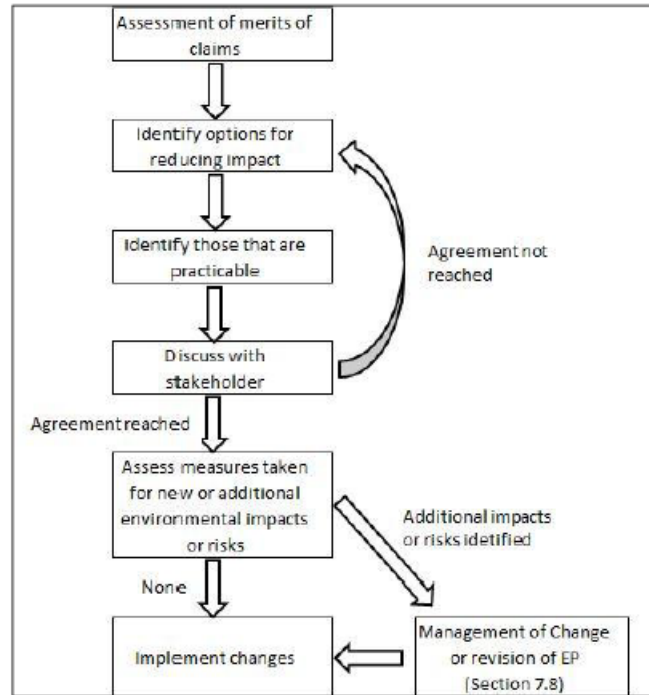 Assessment of merits of
claims
Identify options for
reducing impact
Identify those that are
practicable
Agreement not
reached
Discuss with
stakeholder
Agreement reached
Assess measures taken
for new or additional
environmental impacts
or risks
Additional impacts
or risks idetified
None
Implement changes
Management of Change
or revision of EP
(Section 7.8)